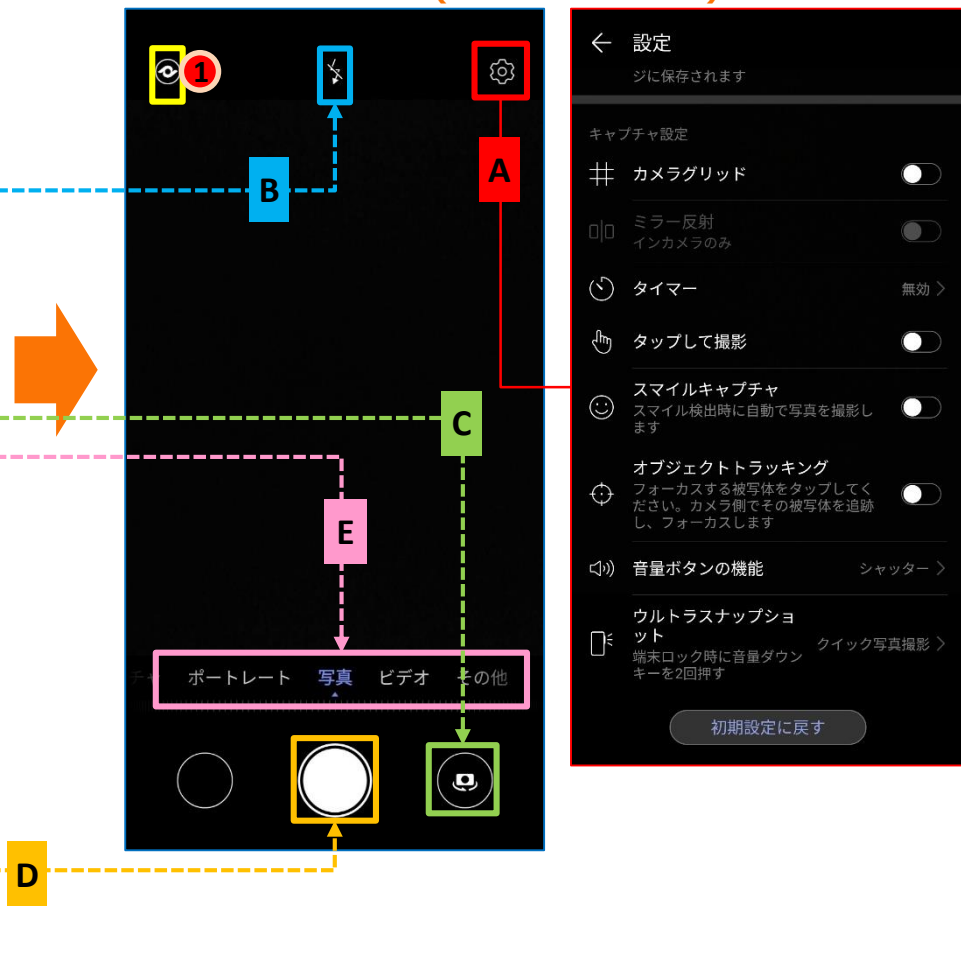 1
A
B
C
E
ポートレート 写真 ビデオ その他
D
設定
ジに保存されます
キャプチャ設定
カメラグリッド
ミラー反射
インカメラのみ
タイマー
無効
タップして撮影
スマイルキャプチャ
スマイル検出時に自動で写真を撮影し
ます
オブジェクトトラッキング
フォーカスする被写体をタップしてく
ださい。カメラ側でその被写体を追跡
し、フォーカスします
音量ボタンの機能
シャッター
ウルトラスナップショ
ット
クイック写真撮影
端末ロック時に音量ダウン
キーを2回押す
初期設定に戻す